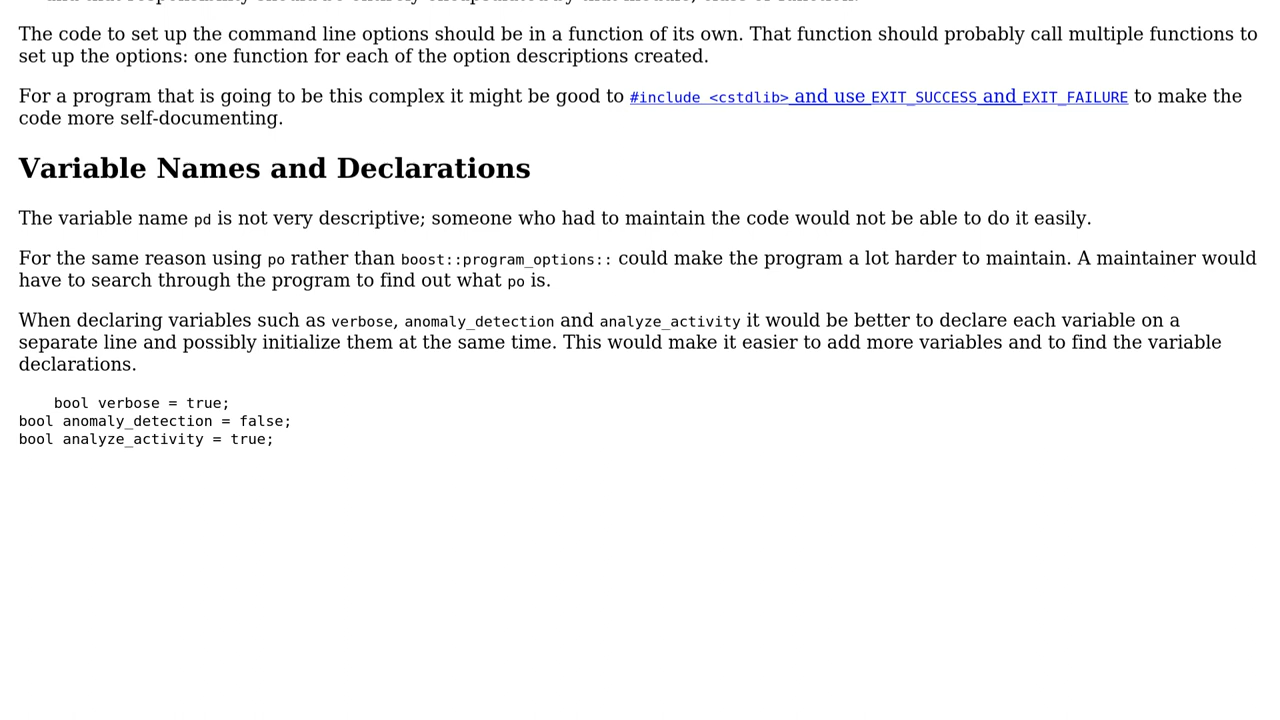 The code to set up the command line options should be in a function of its own. That function should probably call multiple functions to
set up the options: one function for each of the option descriptions created.
For a program that is going to be this complex it might be good to #include <cstdlib> and use EXIT_SUCCESS and EXIT_FAILURE to make the
code more self-documenting.
Variable Names and Declarations
The variable name pd is not very descriptive; someone who had to maintain the code would not be able to do it easily.
For the same reason using po rather than boost::program_options:: could make the program a lot harder to maintain. A maintainer would
have to search through the program to find out what po is.
When declaring variables such as verbose, anomaly_detection and analyze_activity it would be better to declare each variable on a
separate line and possibly initialize them at the same time. This would make it easier to add more variables and to find the variable
declarations.
    bool verbose = true;
bool anomaly_detection = false;
bool analyze_activity = true;